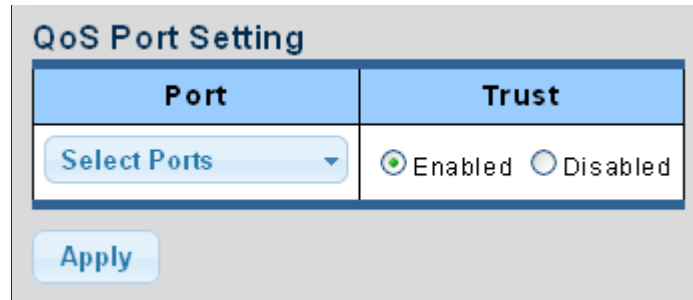 QoS Port Setting
Port Trust
Select Ports Enabled Disabled
Apply